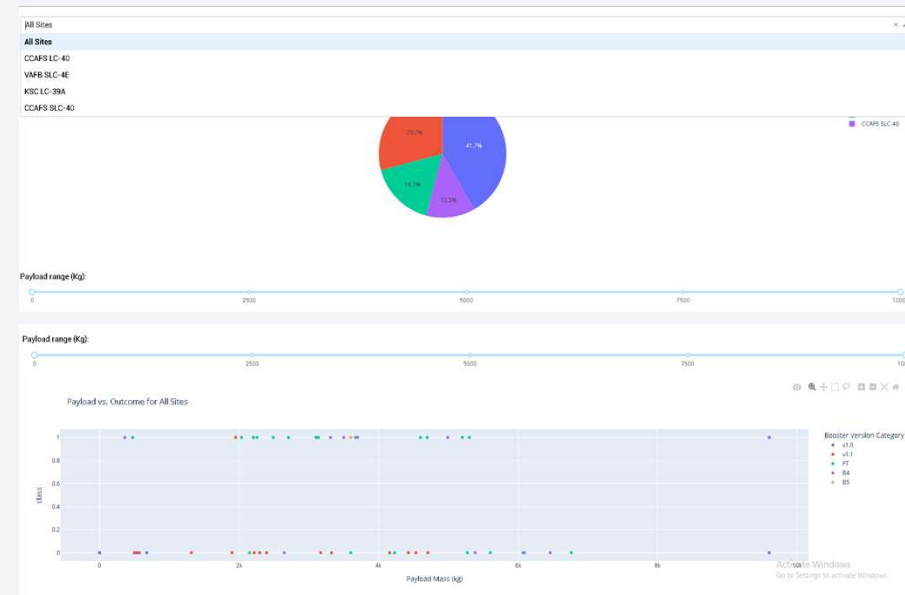 All Sites
All Sites
CCAFS LC-40
VAFB SLC-4E
KSC LC-39A
CCAFS SLC-40
CCAFS SLC-40
29.2%
41.7%
16.7%
12.5%
Payload range (Kg):
0 2500 5000 7500 1000
Payload range (Kg):
0 2500 5000 7500 100
Payload vs. Outcome for All Sites
Booster Version Category
v1.0
v1.1
FT
B4
B5
1
0.8
0.6
0.4
0.2
0
class
0 2k 4k 6k 8k 10k
Payload Mass (kg)
Activate Windows
Go to Settings to activate Windows.